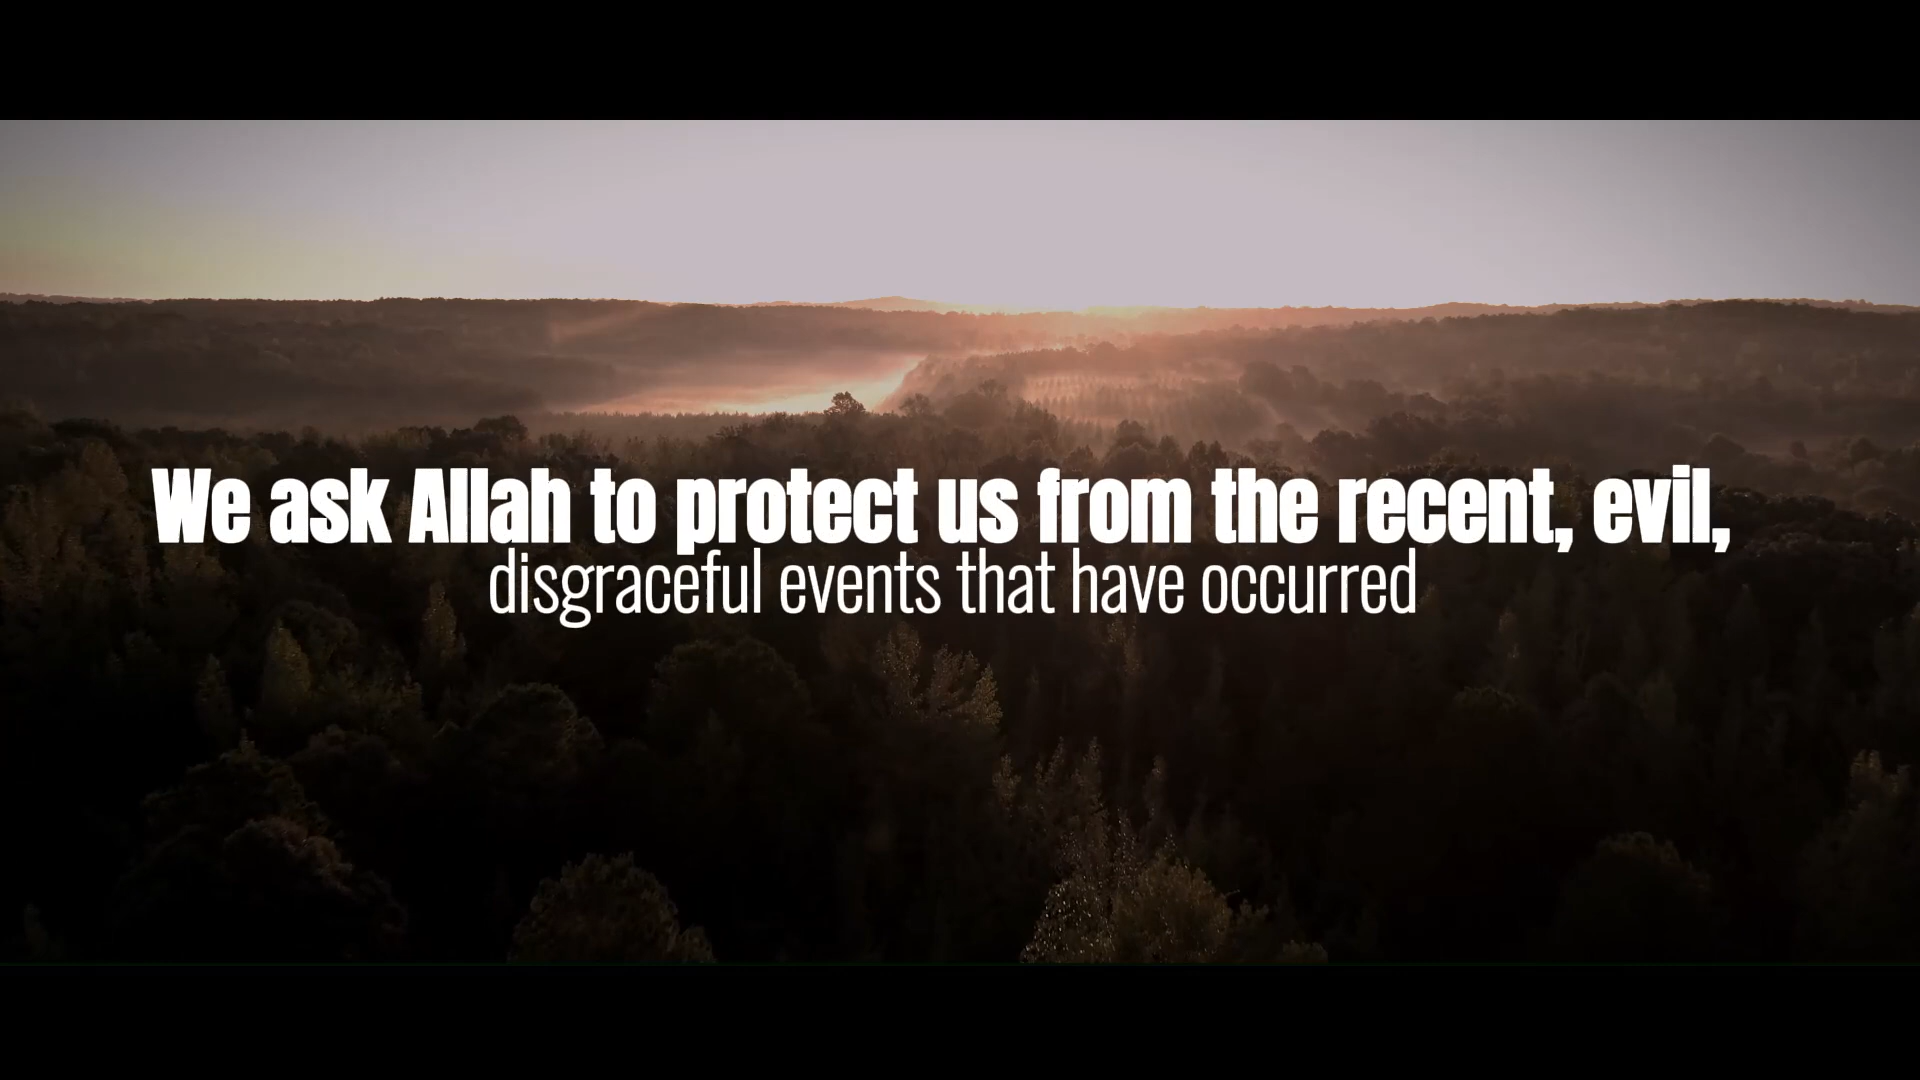 We ask Allah to protect us from the recent, evil,
disgraceful events that have occurred